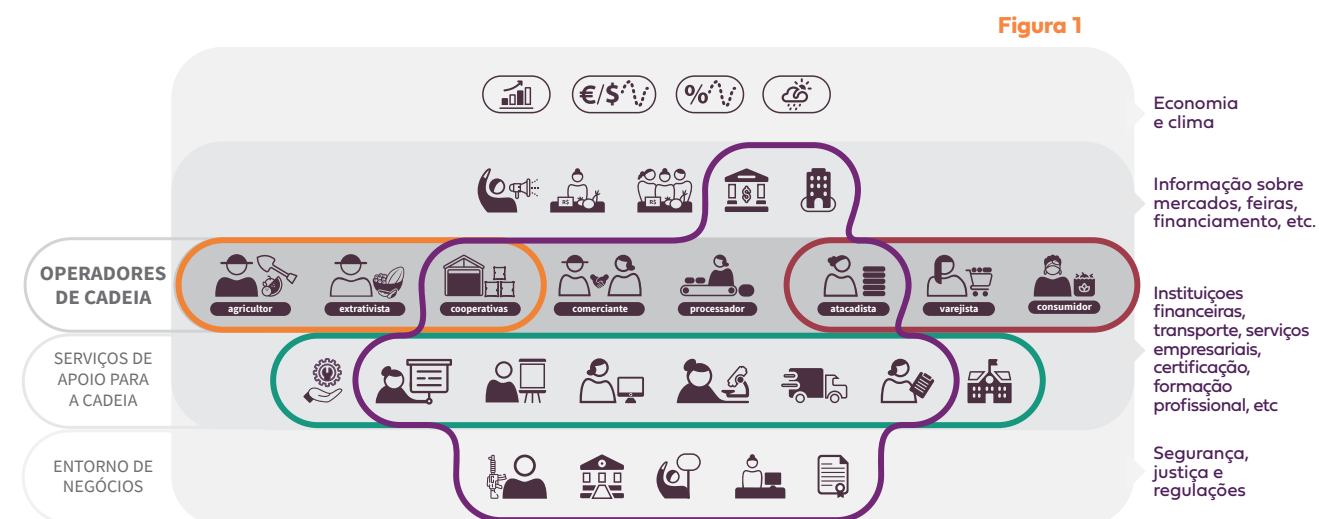 Figura 1
€/$
%
Economia
e clima
R$
R$
$
Informação sobre
mercados, feiras,
financiamento, etc.
OPERADORES
DE CADEIA
agricultor
extrativista
cooperativas
comerciante
processador
atacadista
varejista
consumidor
Instituiçoes
financeiras,
transporte, serviços
empresariais,
certificação,
formação
profissional, etc
SERVIÇOS DE
APOIO PARA
A CADEIA
ENTORNO DE
NEGÓCIOS
Segurança,
justiça e
regulações